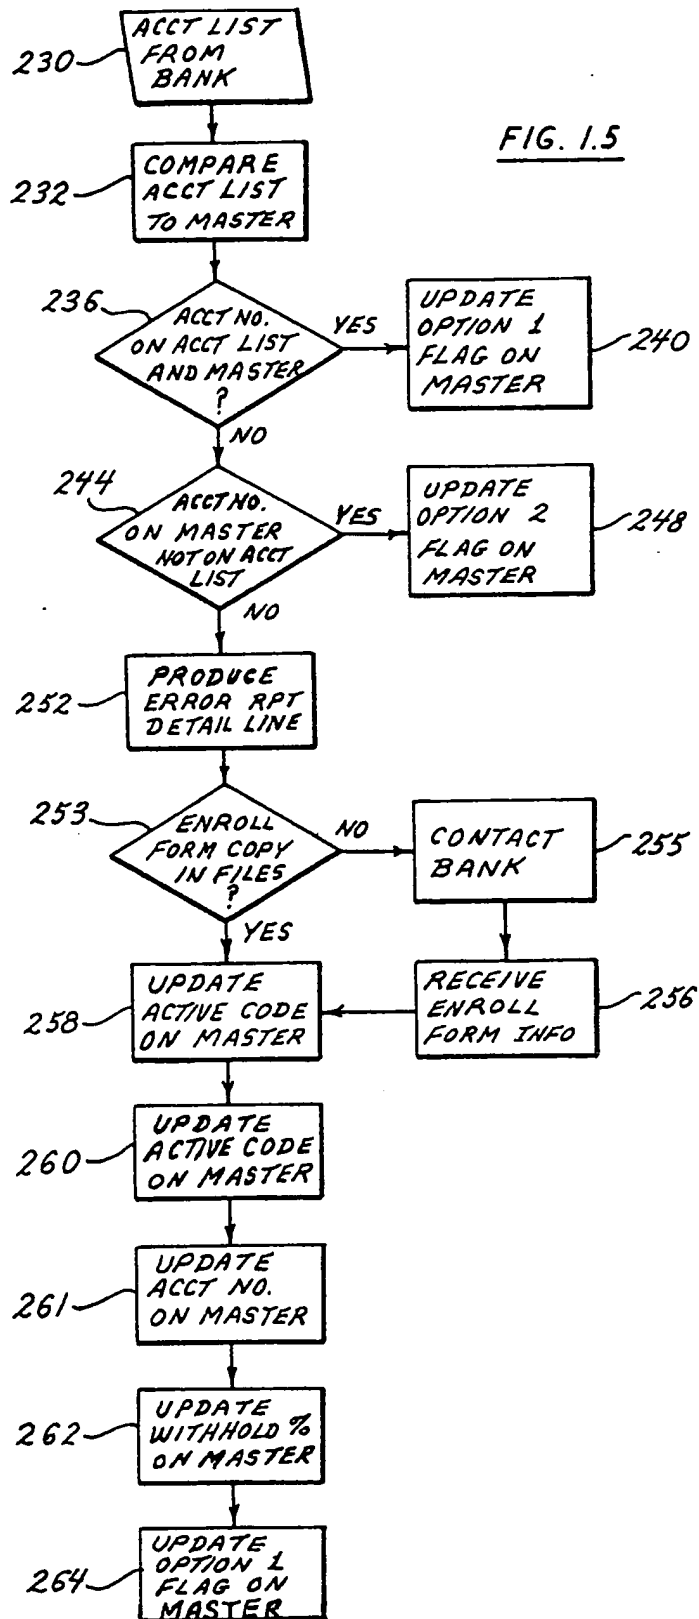 ACCT LIST
FROM
BANK
230
FIG. 1.5
COMPARE
ACCT LIST
TO MASTER
232
236
ACCT NO.
ON ACCT LIST
AND MASTER
?
YES
UPDATE
OPTION 1
FLAG ON
MASTER
240
NO
244
ACCT NO.
ON MASTER
NOT ON ACCT
LIST
YES
UPDATE
OPTION 2
FLAG ON
MASTER
248
NO
PRODUCE
ERROR RPT
DETAIL LINE
252
253
ENROLL
FORM COPY
IN FILES
?
NO
CONTACT
BANK
255
YES
UPDATE
ACTIVE CODE
ON MASTER
258
RECEIVE
ENROLL
FORM INFO
256
UPDATE
ACTIVE CODE
ON MASTER
260
UPDATE
ACCT NO.
ON MASTER
261
UPDATE
WITHHOLD %
ON MASTER
262
UPDATE
OPTION 1
FLAG ON
MASTER
264